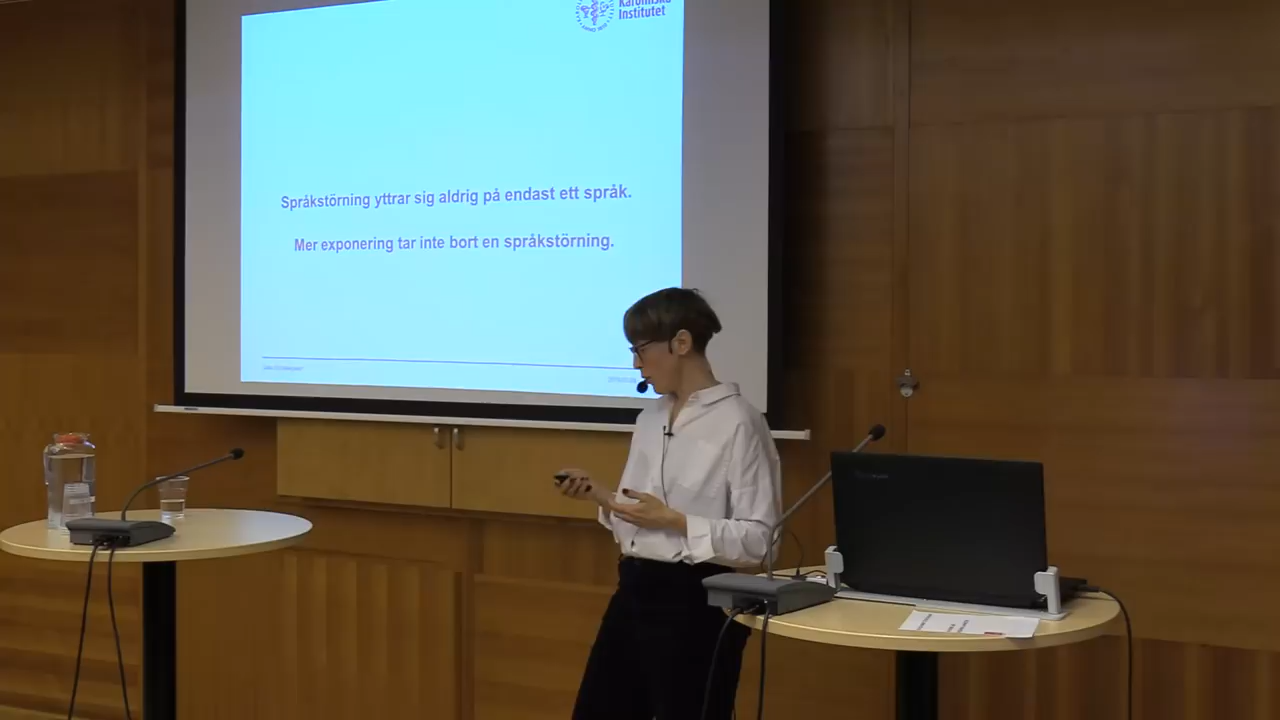 Karolinska
Institutet
Språkstörning yttrar sig aldrig på endast ett språk.
Mer exponering tar inte bort en språkstörning.